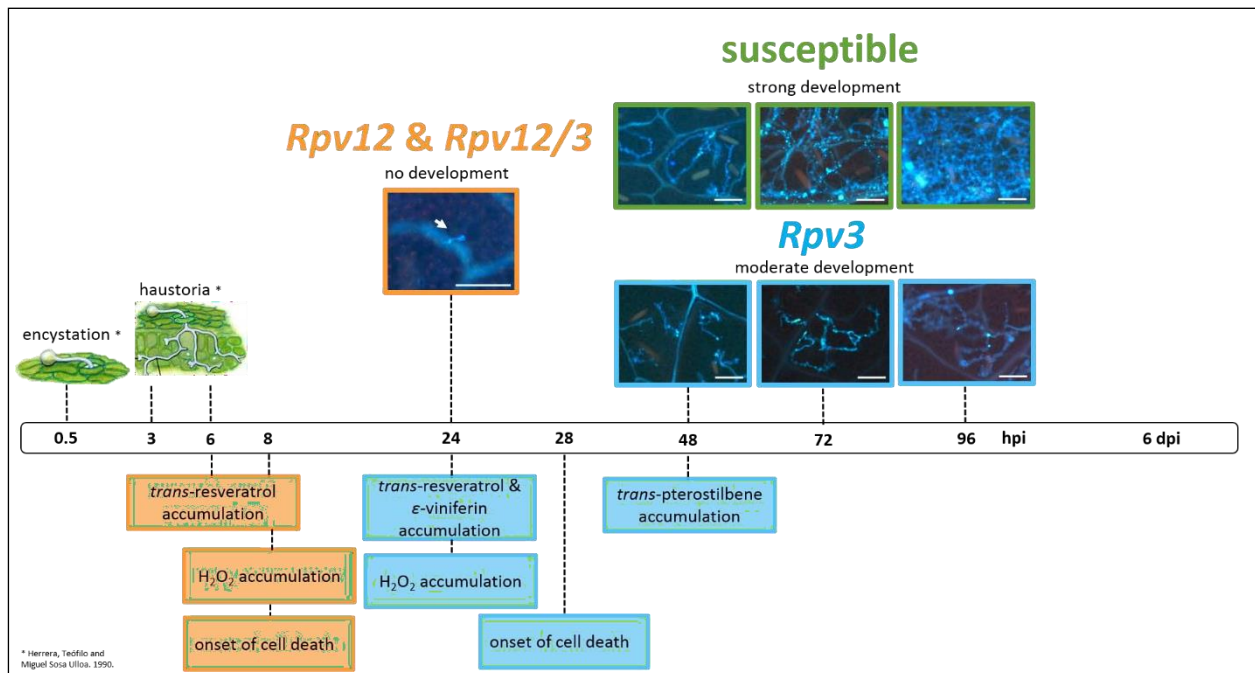 susceptible
strong development
Rpv12 & Rpv12/3
no development
Rpv3
moderate development
haustoria *
encystation *
0.5 3 6 8 24 28 48 72 96 hpi 6 dpi
trans-resveratrol
accumulation
trans-resveratrol &
ε-viniferin
accumulation
trans-pterostilbene
accumulation
H₂O₂ accumulation
H₂O₂ accumulation
onset of cell death
onset of cell death
* Herrera, Teófilo and
Miguel Sosa Ulloa. 1990.